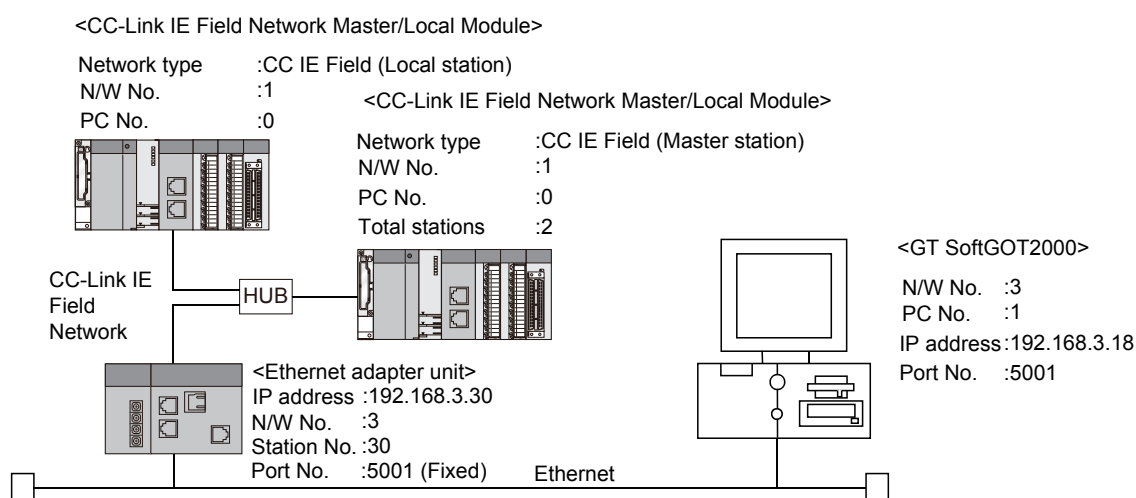 <CC-Link IE Field Network Master/Local Module>
Network type :CC IE Field (Local station)
N/W No. :1
PC No. :0
<CC-Link IE Field Network Master/Local Module>
Network type :CC IE Field (Master station)
N/W No. :1
PC No. :0
Total stations :2
CC-Link IE
Field
Network
HUB
<GT SoftGOT2000>
N/W No. :3
PC No. :1
IP address :192.168.3.18
Port No. :5001
<Ethernet adapter unit>
IP address :192.168.3.30
N/W No. :3
Station No. :30
Port No. :5001 (Fixed)
Ethernet